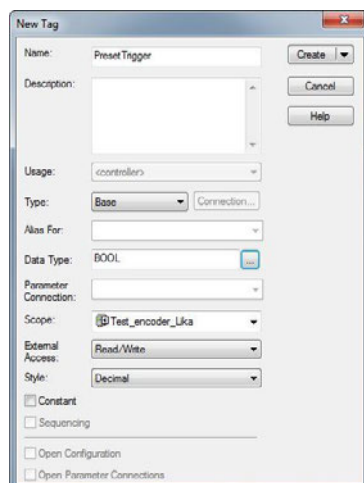 New Tag
Name: PresetTrigger
Create
Description:
Cancel
Help
Usage: <controller>
Type: Base Connection...
Alias For:
Data Type: BOOL ...
Parameter
Connection:
Scope: Test_encoder_Lika
External
Access: Read/Write
Style: Decimal
Constant
Sequencing
Open Configuration
Open Parameter Connections